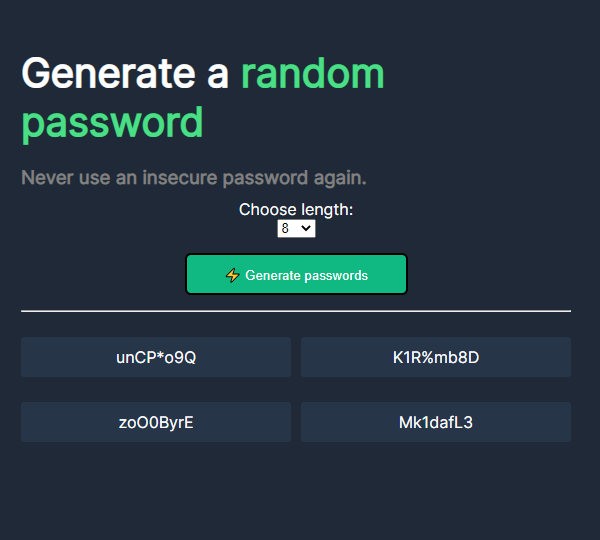 Generate a random
password
Never use an insecure password again.
Choose length:
8
⚡ Generate passwords
unCP*o9Q
K1R%mb8D
zoO0ByrE
Mk1dafL3